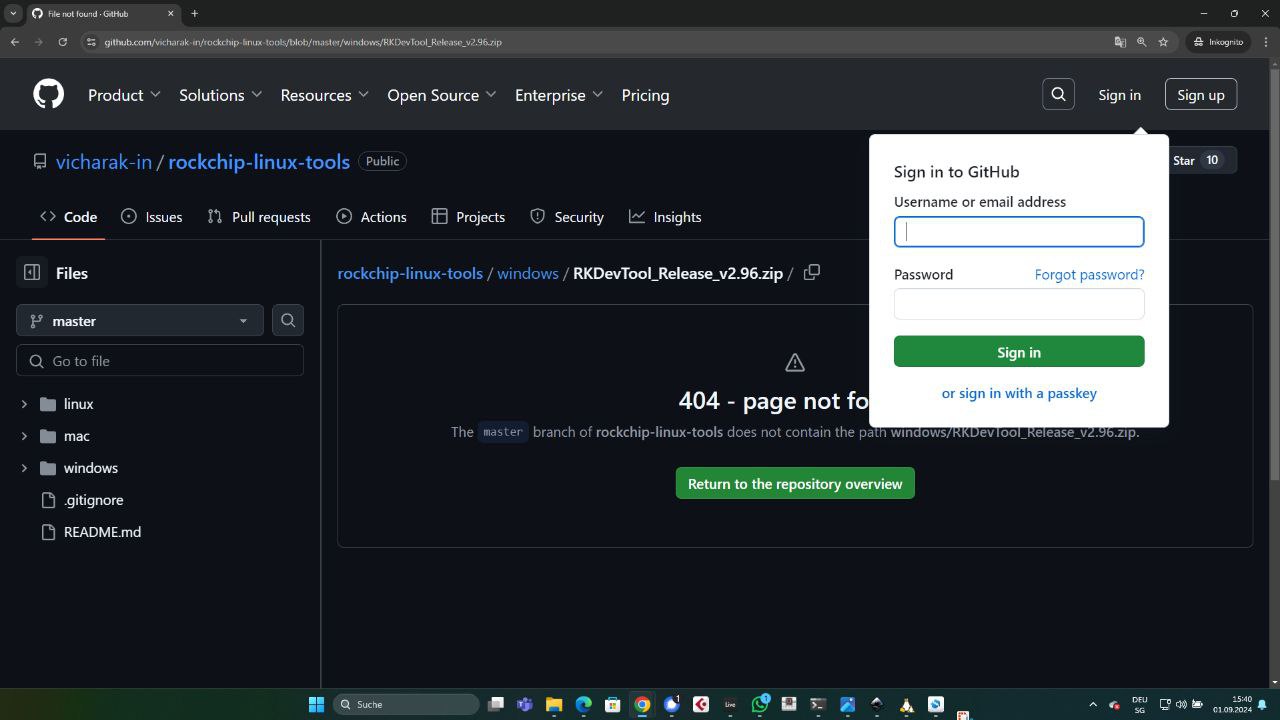 File not found · GitHub
github.com/vicharak-in/rockchip-linux-tools/blob/master/windows/RKDevTool_Release_v2.96.zip
Inkognito
Product Solutions Resources Open Source Enterprise Pricing
Sign in
Sign up
vicharak-in / rockchip-linux-tools Public
Star 10
Code Issues Pull requests Actions Projects Security Insights
Sign in to GitHub
Username or email address
Password Forgot password?
Sign in
or sign in with a passkey
Files
master
Go to file
linux
mac
windows
.gitignore
README.md
rockchip-linux-tools / windows / RKDevTool_Release_v2.96.zip /
404 - page not fo
The master branch of rockchip-linux-tools does not contain the path windows/RKDevTool_Release_v2.96.zip.
Return to the repository overview
Suche
1
Live
1
DEU
SG
15:40
01.09.2024